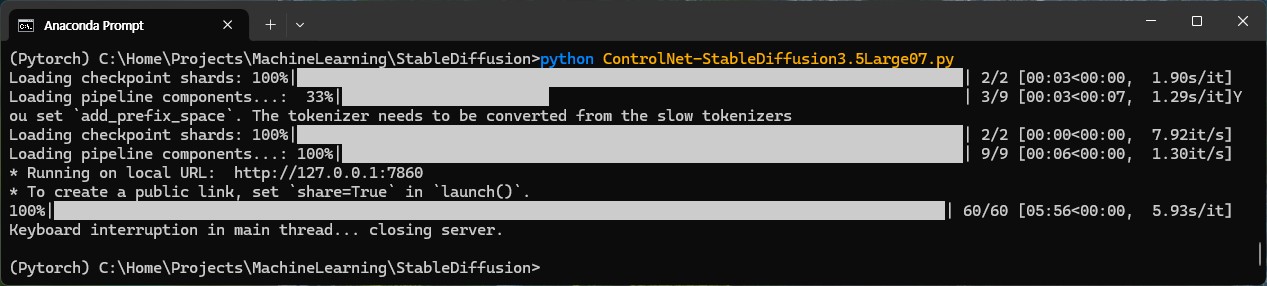 Anaconda Prompt
(Pytorch) C:\Home\Projects\MachineLearning\StableDiffusion>python ControlNet-StableDiffusion3.5Large07.py
Loading checkpoint shards: 100%| | 2/2 [00:03<00:00,  1.90s/it]
Loading pipeline components...:  33%| | 3/9 [00:03<00:07,  1.29s/it]Y
ou set `add_prefix_space`. The tokenizer needs to be converted from the slow tokenizers
Loading checkpoint shards: 100%| | 2/2 [00:00<00:00,  7.92it/s]
Loading pipeline components...: 100%| | 9/9 [00:06<00:00,  1.30it/s]
* Running on local URL:  http://127.0.0.1:7860
* To create a public link, set `share=True` in `launch()`.
100%| | 60/60 [05:56<00:00,  5.93s/it]
Keyboard interruption in main thread... closing server.
(Pytorch) C:\Home\Projects\MachineLearning\StableDiffusion>